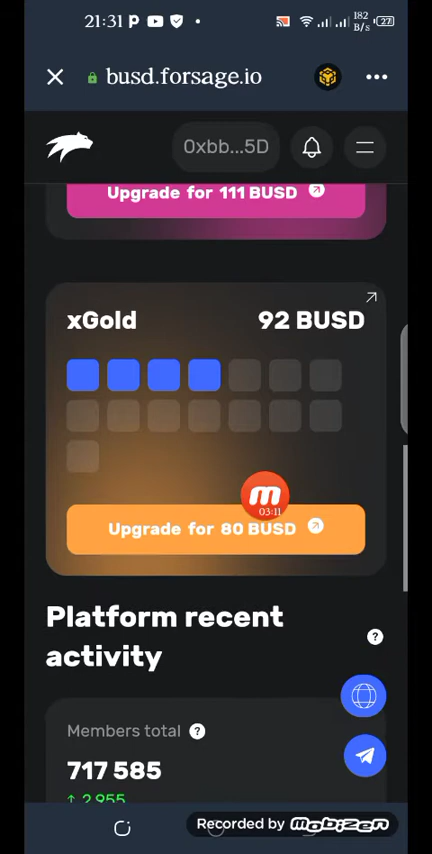 21:31 P 182 B/s 27
busd.forsage.io
0xbb...5D
Upgrade for 111 BUSD
xGold 92 BUSD
m
03:11
Upgrade for 80 BUSD
Platform recent
activity ?
Members total ?
717 585
↑ 2 955
Recorded by mobizen